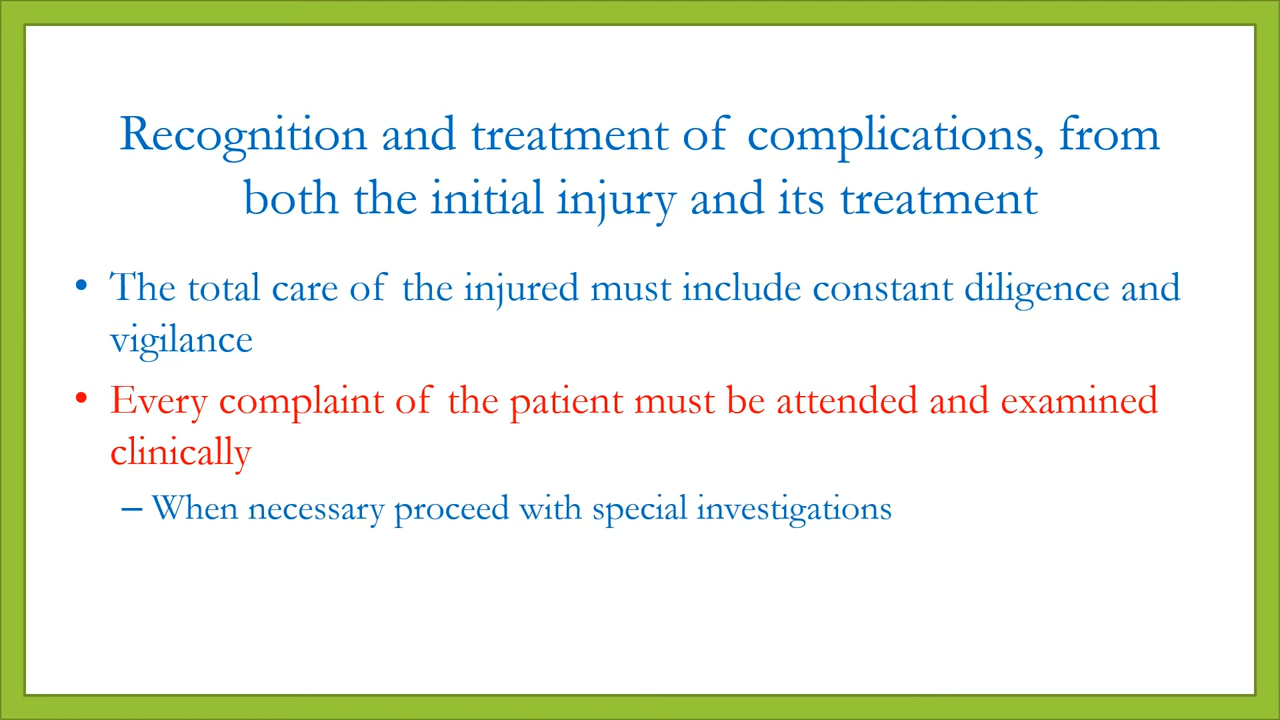 Recognition and treatment of complications, from
both the initial injury and its treatment
• The total care of the injured must include constant diligence and
vigilance
• Every complaint of the patient must be attended and examined
clinically
– When necessary proceed with special investigations